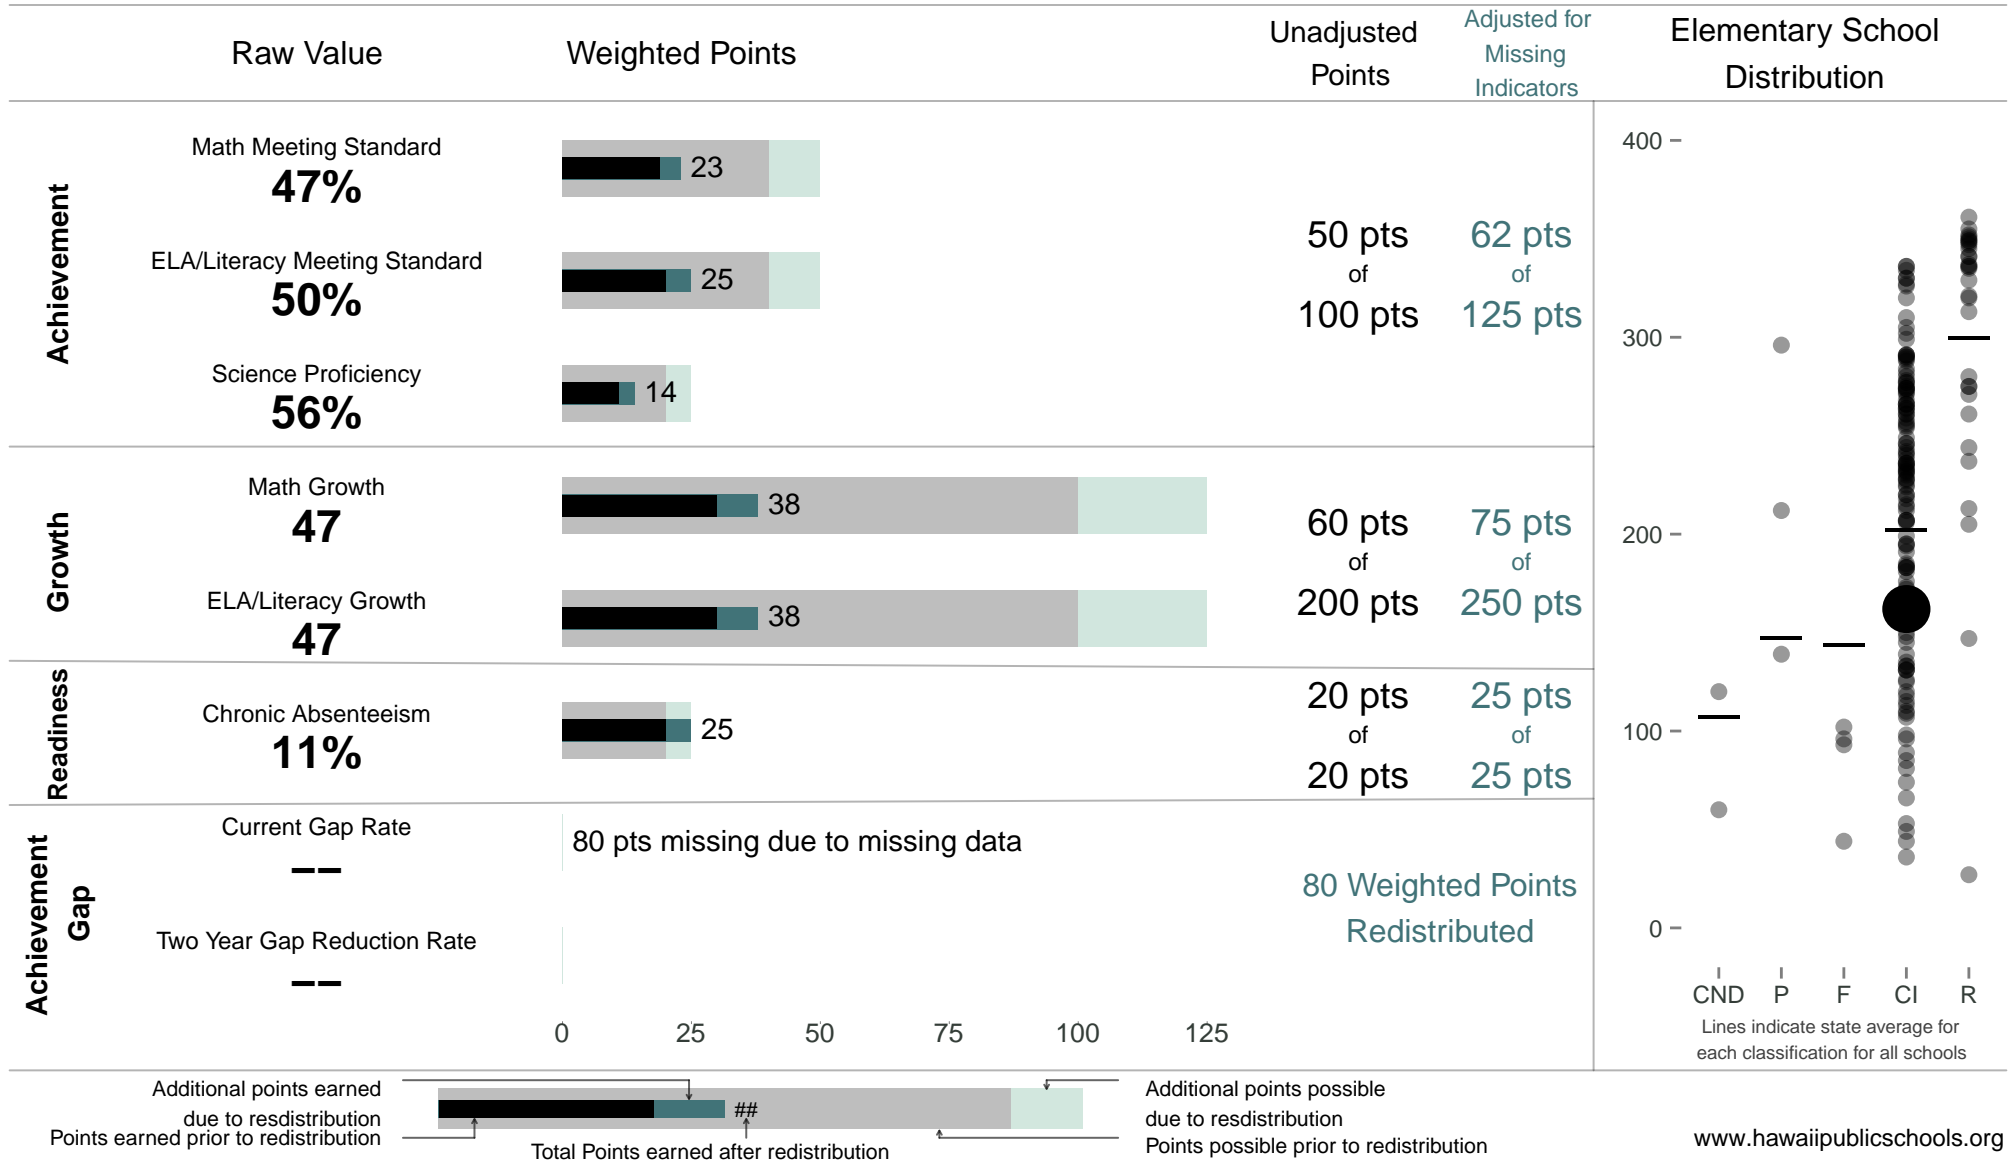 Raw Value
Weighted Points
Unadjusted
Points
Adjusted for
Missing
Indicators
Elementary School
Distribution
Achievement
Math Meeting Standard
47%
23
ELA/Literacy Meeting Standard
50%
25
Science Proficiency
56%
14
50 pts
of
100 pts
62 pts
of
125 pts
Growth
Math Growth
47
38
ELA/Literacy Growth
47
38
60 pts
of
200 pts
75 pts
of
250 pts
Readiness
Chronic Absenteeism
11%
25
20 pts
of
20 pts
25 pts
of
25 pts
Achievement
Gap
Current Gap Rate
––
80 pts missing due to missing data
Two Year Gap Reduction Rate
––
80 Weighted Points
Redistributed
0 25 50 75 100 125
400
300
200
100
0
CND P F CI R
Lines indicate state average for
each classification for all schools
Additional points earned
due to resdistribution
Points earned prior to redistribution
##
Total Points earned after redistribution
Additional points possible
due to resdistribution
Points possible prior to redistribution
www.hawaiipublicschools.org